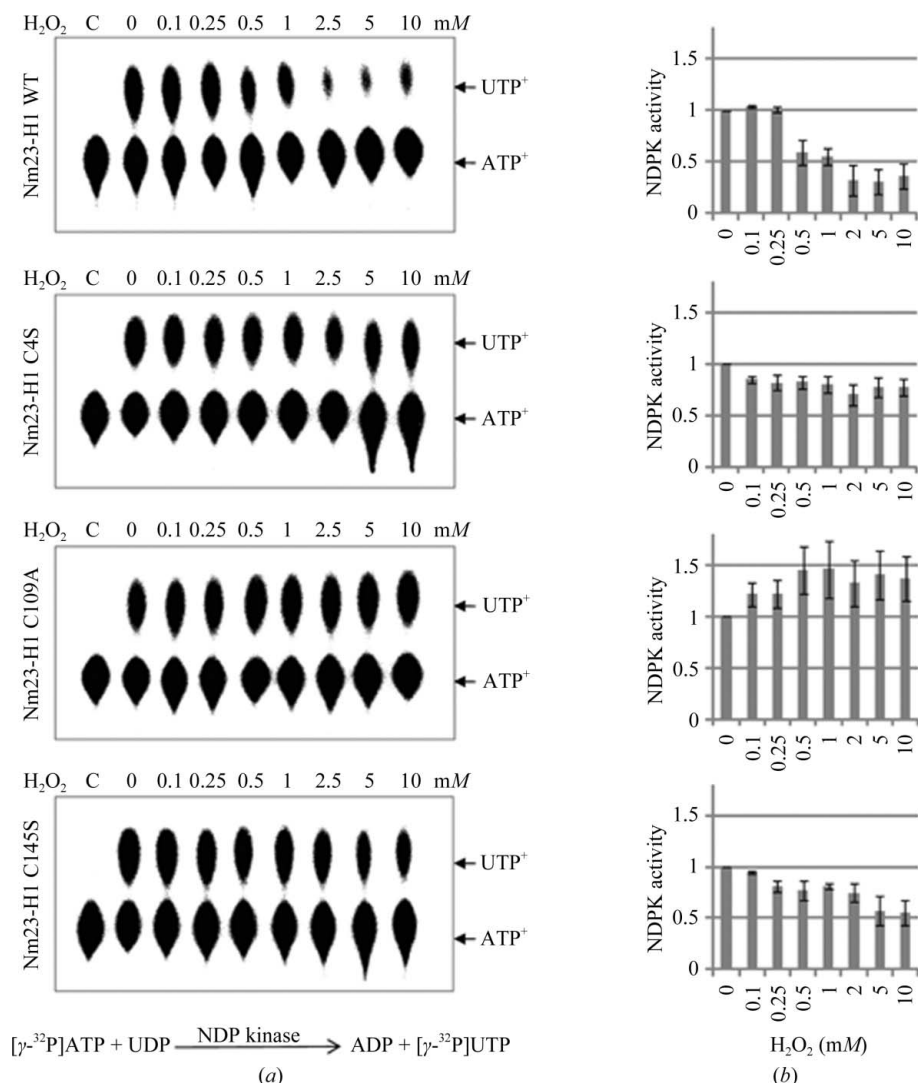 H₂O₂ C 0 0.1 0.25 0.5 1 2.5 5 10 mM
Nm23-H1 WT
UTP⁺
ATP⁺
NDPK activity
1.5
1
0.5
0
0 0.1 0.25 0.5 1 2 5 10
H₂O₂ C 0 0.1 0.25 0.5 1 2.5 5 10 mM
Nm23-H1 C4S
UTP⁺
ATP⁺
NDPK activity
1.5
1
0.5
0
0 0.1 0.25 0.5 1 2 5 10
H₂O₂ C 0 0.1 0.25 0.5 1 2.5 5 10 mM
Nm23-H1 C109A
UTP⁺
ATP⁺
NDPK activity
1.5
1
0.5
0
0 0.1 0.25 0.5 1 2 5 10
H₂O₂ C 0 0.1 0.25 0.5 1 2.5 5 10 mM
Nm23-H1 C145S
UTP⁺
ATP⁺
NDPK activity
1.5
1
0.5
0
0 0.1 0.25 0.5 1 2 5 10
[γ-³²P]ATP + UDP NDP kinase ADP + [γ-³²P]UTP
H₂O₂ (mM)
(a)
(b)